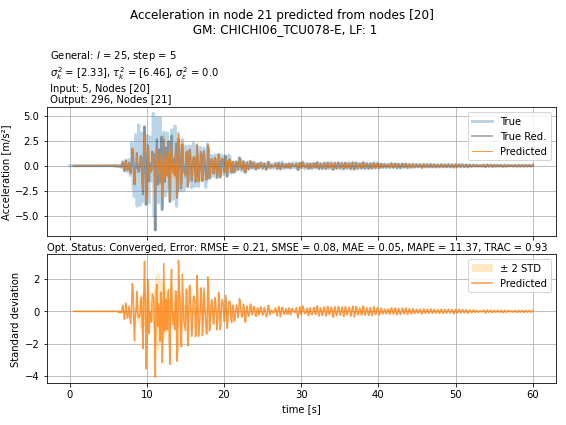 Acceleration in node 21 predicted from nodes [20]
GM: CHICHI06_TCU078-E, LF: 1
General: l = 25, step = 5
σ²ₖ = [2.33], τ²ₖ = [6.46], σ²ₑ = 0.0
Input: 5, Nodes [20]
Output: 296, Nodes [21]
Acceleration [m/s²]
5.0
2.5
0.0
−2.5
−5.0
True
True Red.
Predicted
Opt. Status: Converged, Error: RMSE = 0.21, SMSE = 0.08, MAE = 0.05, MAPE = 11.37, TRAC = 0.93
Standard deviation
2
0
−2
−4
± 2 STD
Predicted
0 10 20 30 40 50 60
time [s]